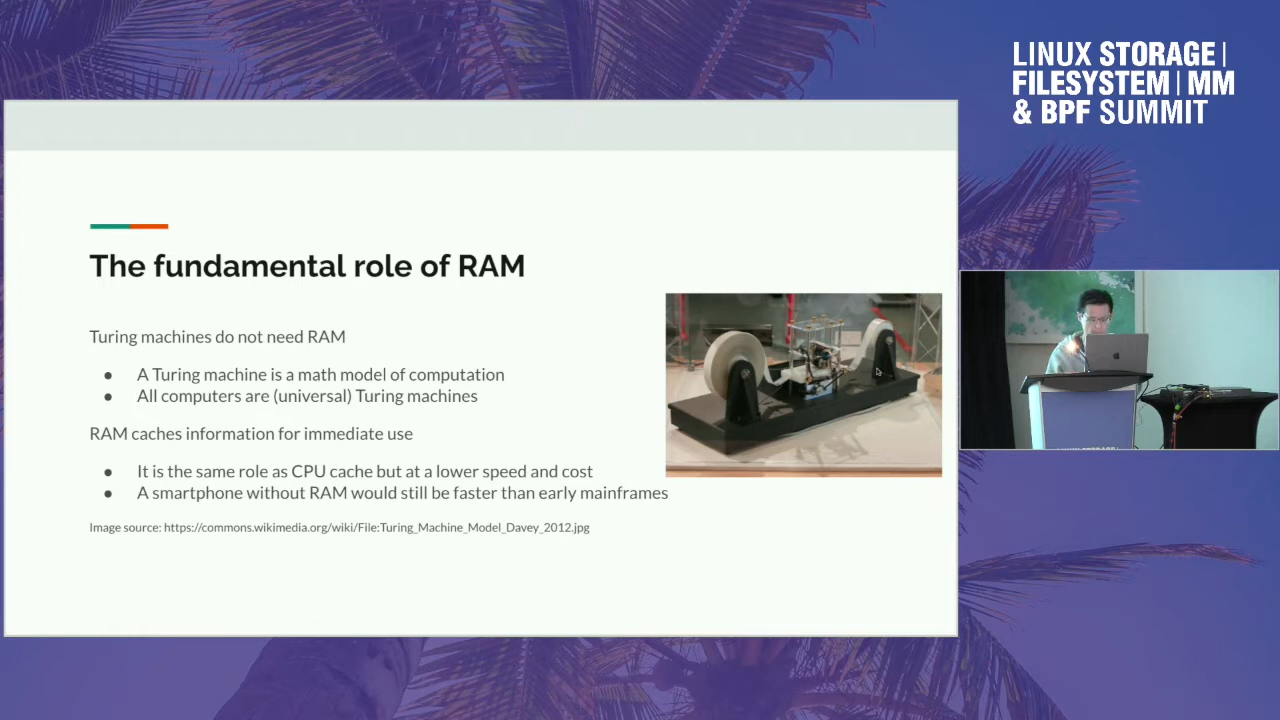 LINUX STORAGE |
FILESYSTEM | MM
& BPF SUMMIT
The fundamental role of RAM
Turing machines do not need RAM
● A Turing machine is a math model of computation
● All computers are (universal) Turing machines
RAM caches information for immediate use
● It is the same role as CPU cache but at a lower speed and cost
● A smartphone without RAM would still be faster than early mainframes
Image source: https://commons.wikimedia.org/wiki/File:Turing_Machine_Model_Davey_2012.jpg